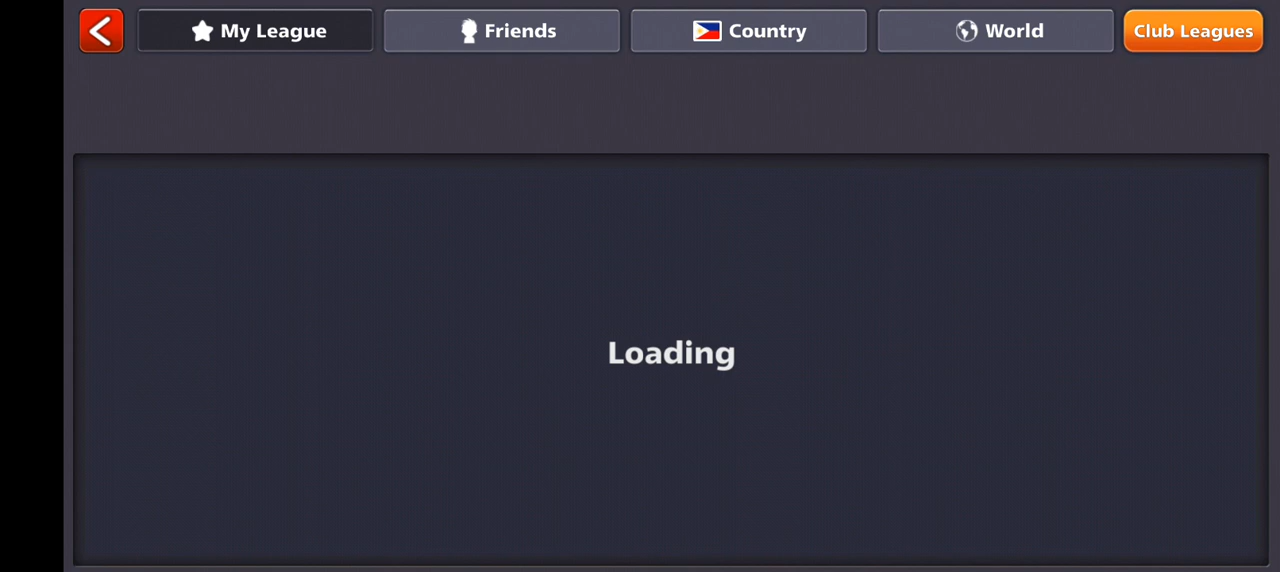 My League
Friends
Country
World
Club Leagues
Loading